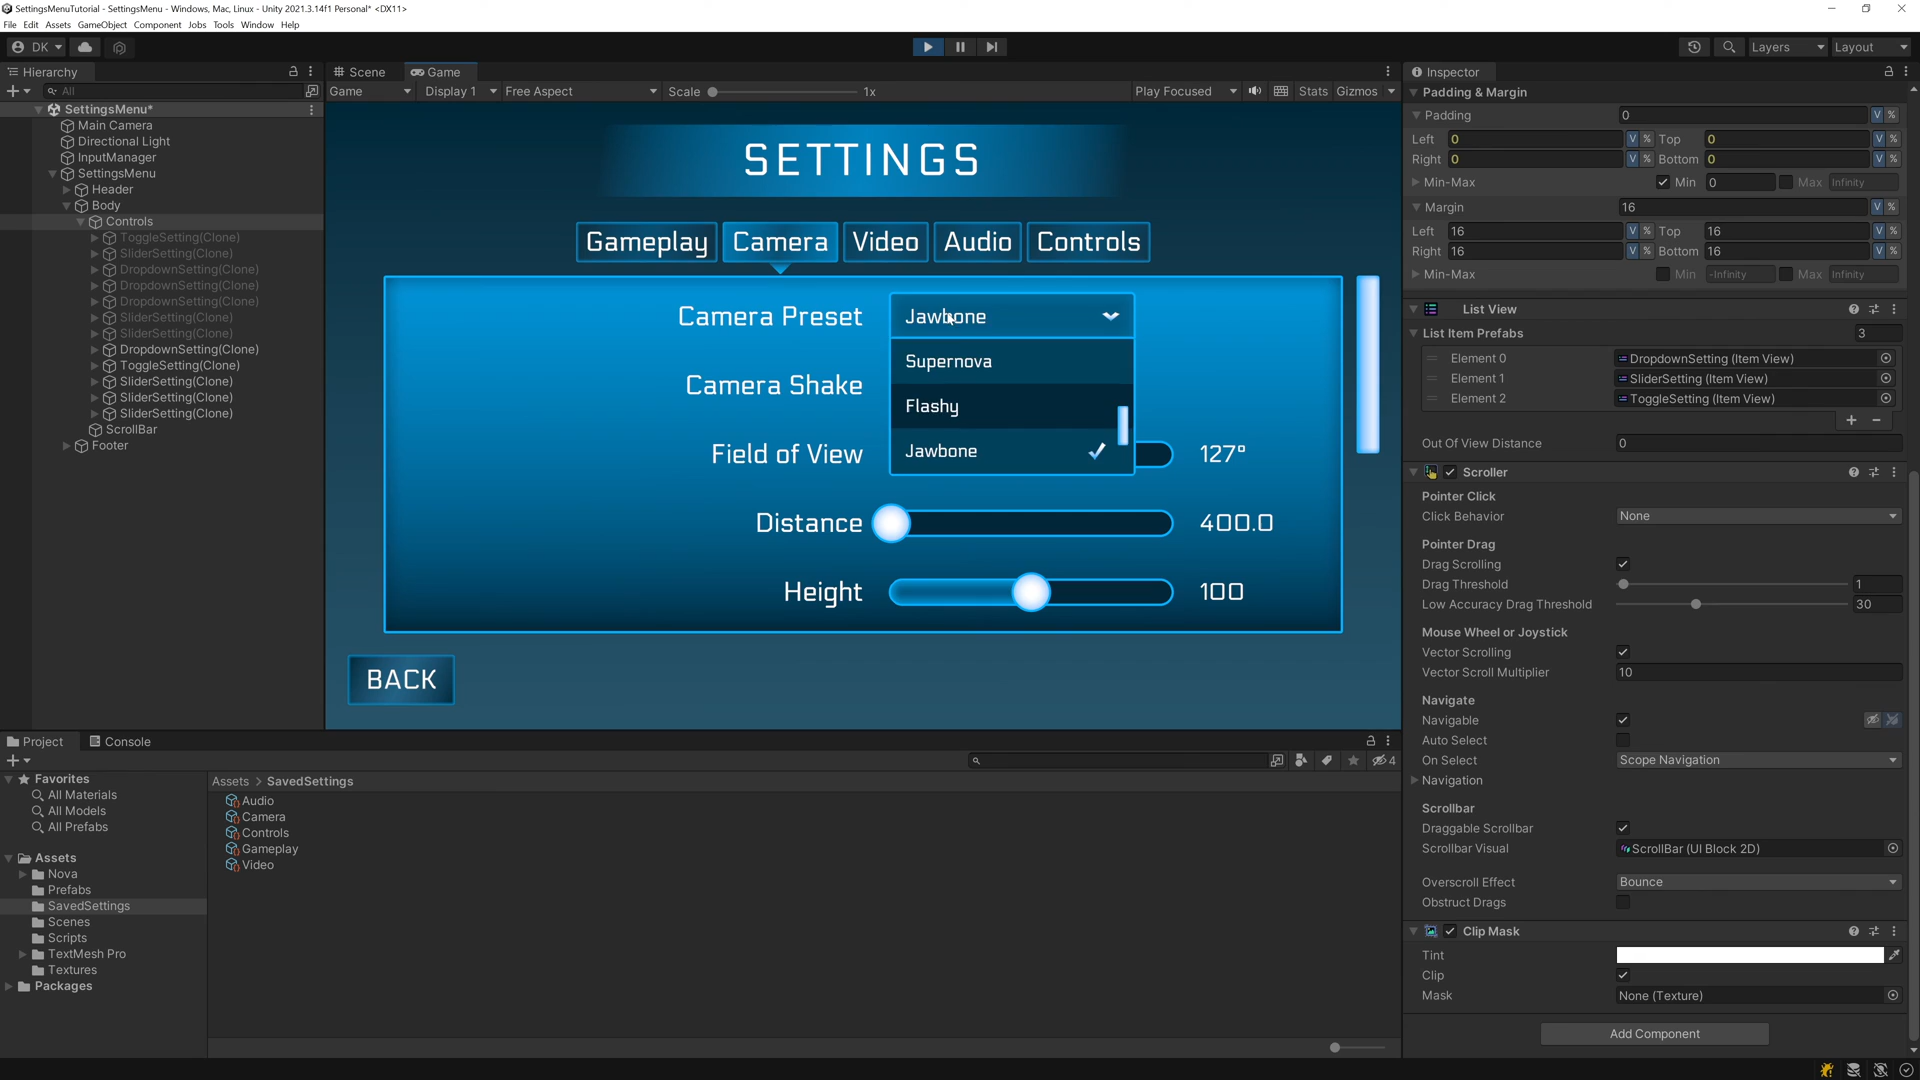 SettingsMenuTutorial - SettingsMenu - Windows, Mac, Linux - Unity 2021.3.14f1 Personal* <DX11>
File Edit Assets GameObject Component Jobs Tools Window Help
DK
Layers
Layout
Hierarchy
All
SettingsMenu*
Main Camera
Directional Light
InputManager
SettingsMenu
Header
Body
Controls
ToggleSetting(Clone)
SliderSetting(Clone)
DropdownSetting(Clone)
DropdownSetting(Clone)
DropdownSetting(Clone)
SliderSetting(Clone)
SliderSetting(Clone)
DropdownSetting(Clone)
ToggleSetting(Clone)
SliderSetting(Clone)
SliderSetting(Clone)
SliderSetting(Clone)
ScrollBar
Footer
Scene Game
Game Display 1 Free Aspect Scale 1x Play Focused Stats Gizmos
SETTINGS
Gameplay Camera Video Audio Controls
Camera Preset Jawbone
Supernova
Camera Shake
Flashy
Jawbone
Field of View 127°
Distance 400.0
Height 100
BACK
Project Console
4
Favorites
All Materials
All Models
All Prefabs
Assets
Nova
Prefabs
SavedSettings
Scenes
Scripts
TextMesh Pro
Textures
Packages
Assets > SavedSettings
Audio
Camera
Controls
Gameplay
Video
Inspector
Padding & Margin
Padding 0 V %
Left 0 V % Top 0 V %
Right 0 V % Bottom 0 V %
Min-Max Min 0 Max Infinity
Margin 16 V %
Left 16 V % Top 16 V %
Right 16 V % Bottom 16 V %
Min-Max Min -Infinity Max Infinity
List View
List Item Prefabs 3
Element 0 DropdownSetting (Item View)
Element 1 SliderSetting (Item View)
Element 2 ToggleSetting (Item View)
Out Of View Distance 0
Scroller
Pointer Click
Click Behavior None
Pointer Drag
Drag Scrolling
Drag Threshold 1
Low Accuracy Drag Threshold 30
Mouse Wheel or Joystick
Vector Scrolling
Vector Scroll Multiplier 10
Navigate
Navigable
Auto Select
On Select Scope Navigation
Navigation
Scrollbar
Draggable Scrollbar
Scrollbar Visual ScrollBar (UI Block 2D)
Overscroll Effect Bounce
Obstruct Drags
Clip Mask
Tint
Clip
Mask None (Texture)
Add Component